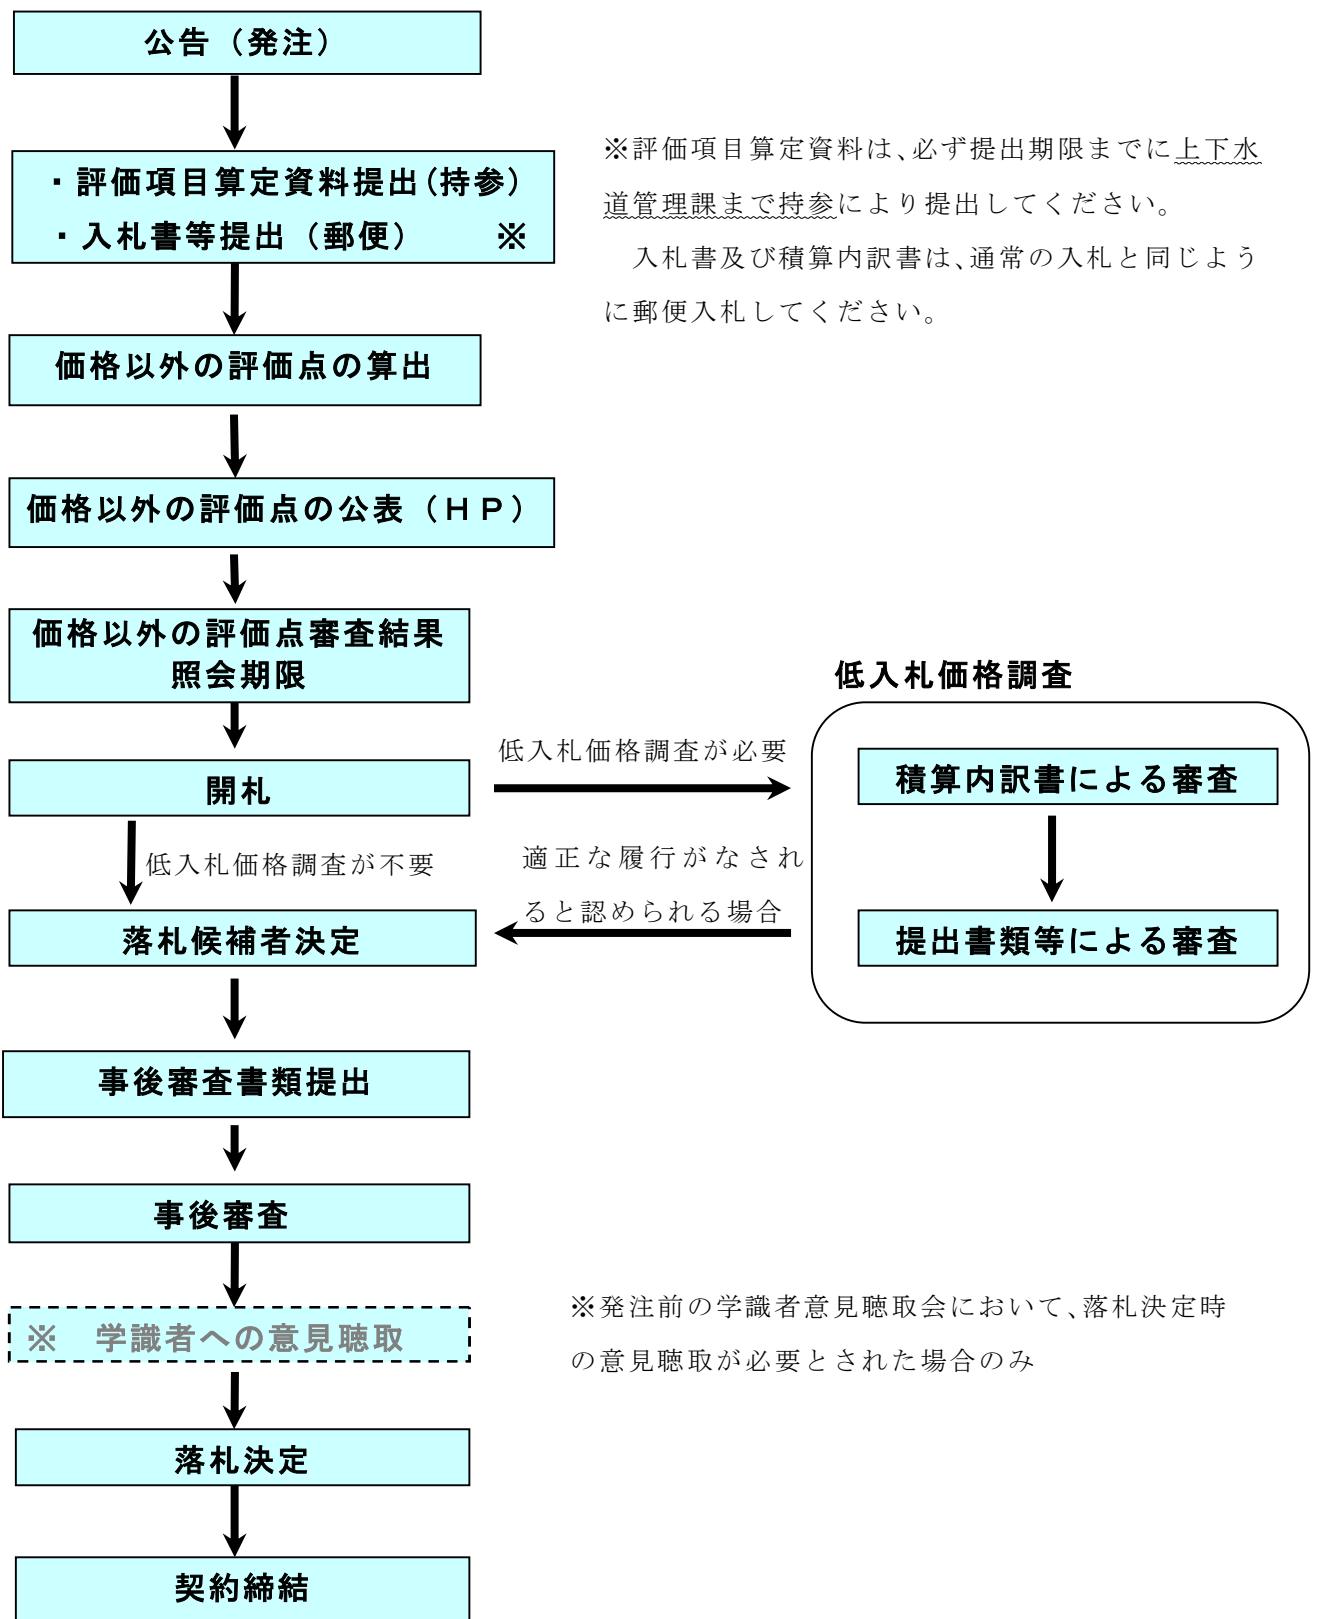 公告（発注）
・評価項目算定資料提出(持参)
・入札書等提出（郵便）　　※
※評価項目算定資料は、必ず提出期限までに上下水
道管理課まで持参により提出してください。
入札書及び積算内訳書は、通常の入札と同じよう
に郵便入札してください。
価格以外の評価点の算出
価格以外の評価点の公表（ＨＰ）
価格以外の評価点審査結果
照会期限
開札
低入札価格調査が必要
低入札価格調査
積算内訳書による審査
提出書類等による審査
低入札価格調査が不要
適正な履行がなされ
ると認められる場合
落札候補者決定
事後審査書類提出
事後審査
※　学識者への意見聴取
※発注前の学識者意見聴取会において、落札決定時
の意見聴取が必要とされた場合のみ
落札決定
契約締結